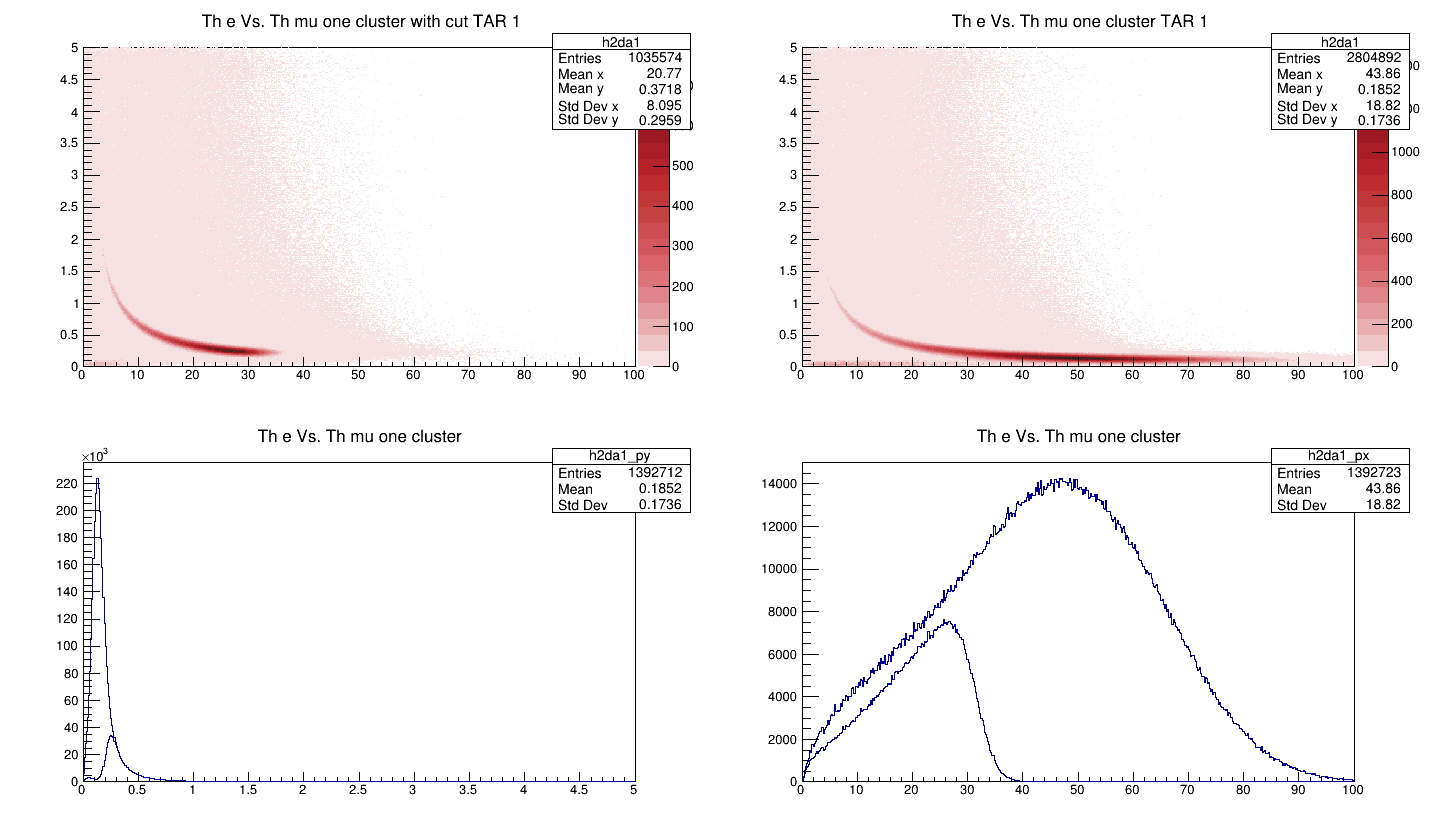 Th e Vs. Th mu one cluster with cut TAR 1
h2da1
Entries 1035574
Mean x 20.77
Mean y 0.3718
Std Dev x 8.095
Std Dev y 0.2959
5
4.5
4
3.5
3
2.5
2
1.5
1
0.5
0
0 10 20 30 40 50 60 70 80 90 100
500
400
300
200
100
0
Th e Vs. Th mu one cluster TAR 1
h2da1
Entries 2804892
Mean x 43.86
Mean y 0.1852
Std Dev x 18.82
Std Dev y 0.1736
5
4.5
4
3.5
3
2.5
2
1.5
1
0.5
0
0 10 20 30 40 50 60 70 80 90 100
1000
800
600
400
200
0
Th e Vs. Th mu one cluster
×10³
h2da1_py
Entries 1392712
Mean 0.1852
Std Dev 0.1736
220
200
180
160
140
120
100
80
60
40
20
0
0 0.5 1 1.5 2 2.5 3 3.5 4 4.5 5
Th e Vs. Th mu one cluster
h2da1_px
Entries 1392723
Mean 43.86
Std Dev 18.82
14000
12000
10000
8000
6000
4000
2000
0
0 10 20 30 40 50 60 70 80 90 100